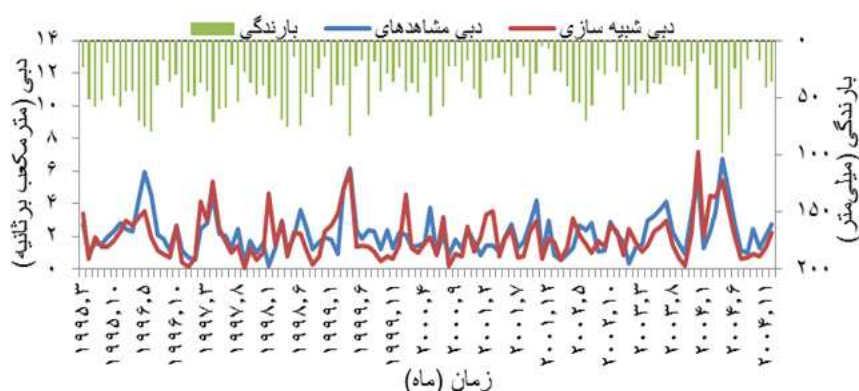 بارندگی دبی مشاهدهای دبی شبیه سازی
دبی (متر مکعب بر ثانیه)
۱۴
۱۲
۱۰
۸
۶
۴
۲
۰
۰
۵۰
۱۰۰
۱۵۰
۲۰۰
بارندگی (میلی‌متر)
۱۹۹۵,۳ ۱۹۹۵,۱۰ ۱۹۹۶,۵ ۱۹۹۶,۱۰ ۱۹۹۷,۳ ۱۹۹۷,۸ ۱۹۹۸,۱ ۱۹۹۸,۶ ۱۹۹۹,۱ ۱۹۹۹,۶ ۱۹۹۹,۱۱ ۲۰۰۰,۴ ۲۰۰۰,۹ ۲۰۰۱,۲ ۲۰۰۱,۷ ۲۰۰۱,۱۲ ۲۰۰۲,۵ ۲۰۰۲,۱۰ ۲۰۰۳,۳ ۲۰۰۳,۸ ۲۰۰۴,۱ ۲۰۰۴,۶ ۲۰۰۴,۱۱
زمان (ماه)